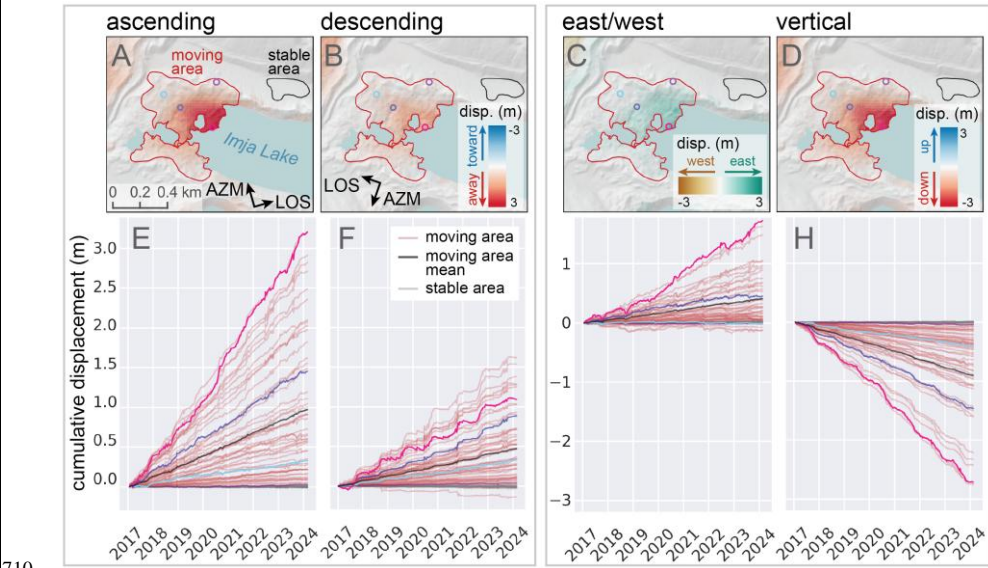 ascending
descending
east/west
vertical
A
moving
area
stable
area
Imja Lake
0 0.2 0.4 km
AZM
LOS
B
disp. (m)
toward
away
-3
3
LOS
AZM
C
disp. (m)
west
east
-3
3
D
disp. (m)
up
down
3
-3
cumulative displacement (m)
E
3.0
2.5
2.0
1.5
1.0
0.5
0.0
2017 2018 2019 2020 2021 2022 2023 2024
F
moving area
moving area
mean
stable area
2017 2018 2019 2020 2021 2022 2023 2024
G
1
0
−1
−2
−3
2017 2018 2019 2020 2021 2022 2023 2024
H
2017 2018 2019 2020 2021 2022 2023 2024